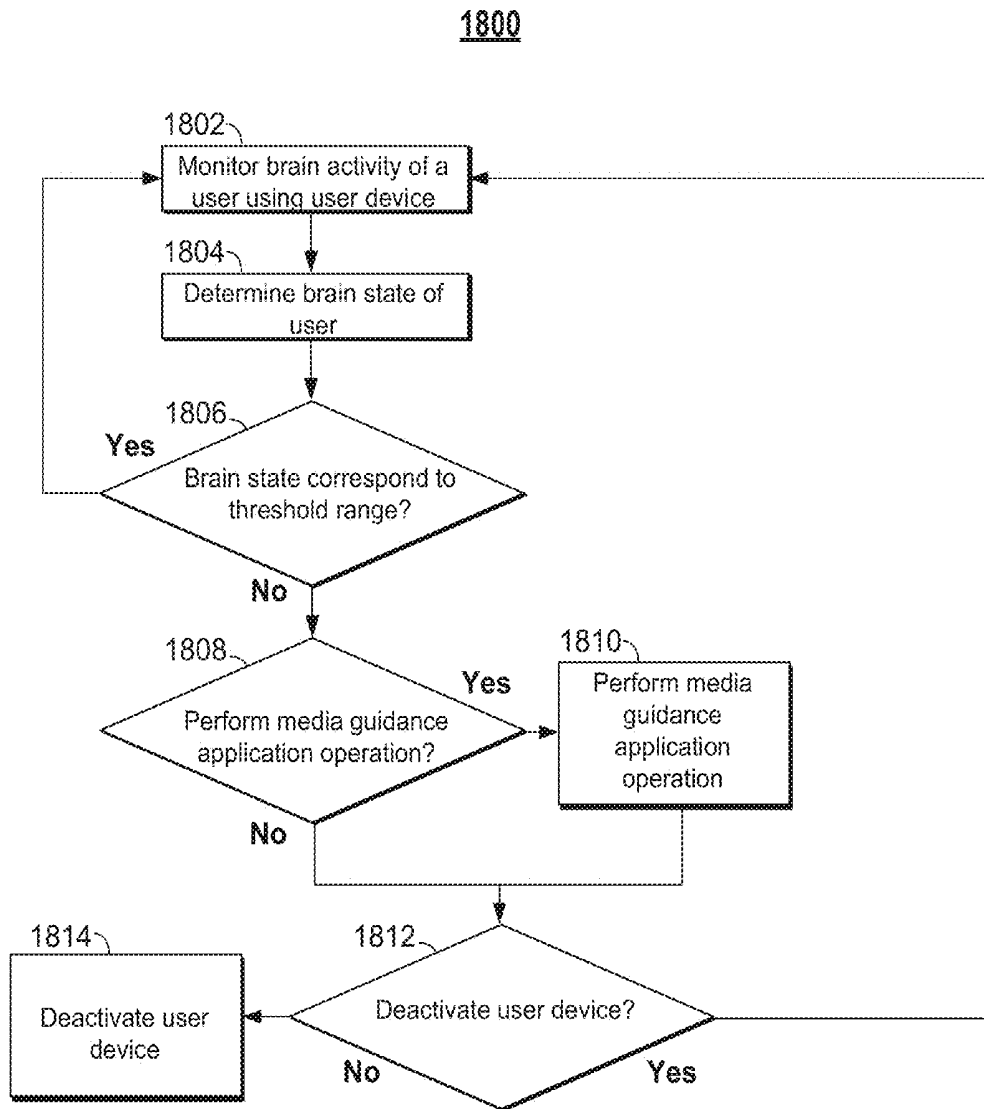 1800
1802
Monitor brain activity of a
user using user device
1804
Determine brain state of
user
1806
Yes
Brain state correspond to
threshold range?
No
1808
Yes
Perform media guidance
application operation?
No
1810
Perform media
guidance
application
operation
1812
Deactivate user device?
No
Yes
1814
Deactivate user
device